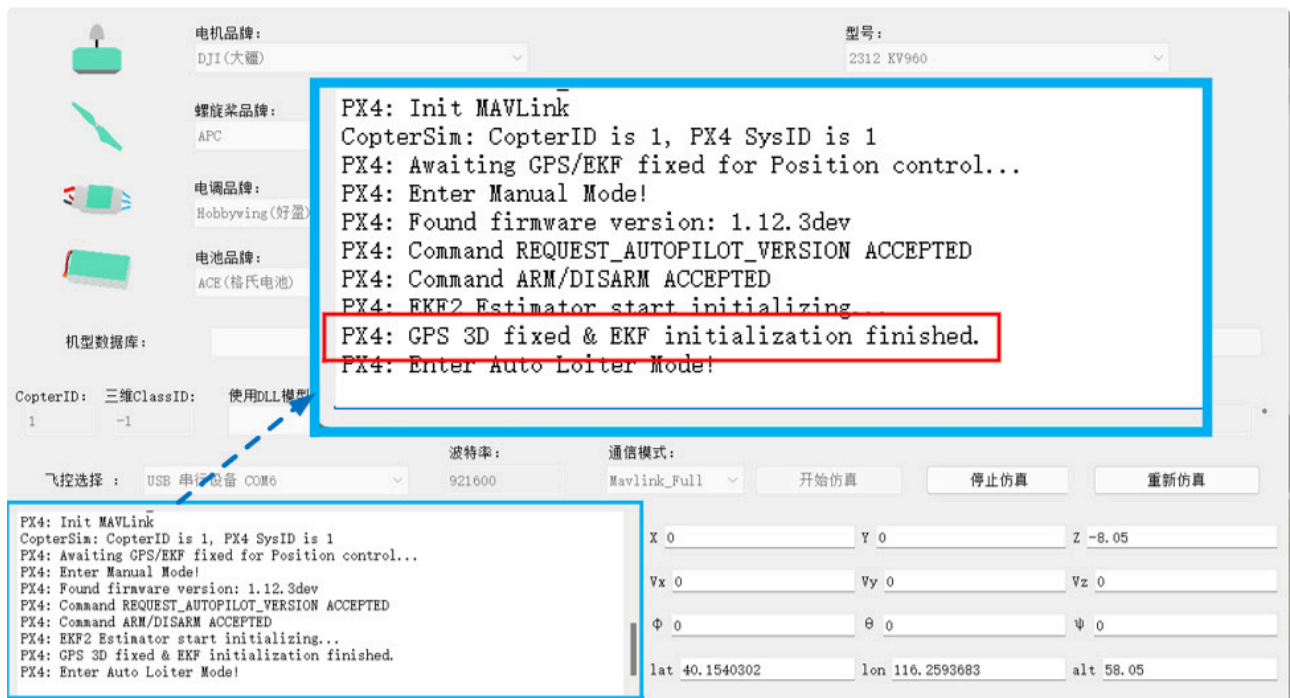 电机品牌：
型号：
DJI(大疆)
2312 KV960
螺旋桨品牌：
APC
电调品牌：
Hobbywing(好盈)
电池品牌：
ACE(格氏电池)
PX4: Init MAVLink
CopterSim: CopterID is 1, PX4 SysID is 1
PX4: Awaiting GPS/EKF fixed for Position control...
PX4: Enter Manual Mode!
PX4: Found firmware version: 1.12.3dev
PX4: Command REQUEST_AUTOPILOT_VERSION ACCEPTED
PX4: Command ARM/DISARM ACCEPTED
PX4: EKF2 Estimator start initializing...
PX4: GPS 3D fixed & EKF initialization finished.
PX4: Enter Auto Loiter Mode!
机型数据库：
CopterID: 三维ClassID: 使用DLL模型
1 -1 °
波特率： 通信模式：
飞控选择 ： USB 串行设备 COM6 921600 Mavlink_Full 开始仿真 停止仿真 重新仿真
PX4: Init MAVLink
CopterSim: CopterID is 1, PX4 SysID is 1
PX4: Awaiting GPS/EKF fixed for Position control...
PX4: Enter Manual Mode!
PX4: Found firmware version: 1.12.3dev
PX4: Command REQUEST_AUTOPILOT_VERSION ACCEPTED
PX4: Command ARM/DISARM ACCEPTED
PX4: EKF2 Estimator start initializing...
PX4: GPS 3D fixed & EKF initialization finished.
PX4: Enter Auto Loiter Mode!
X 0 Y 0 Z -8.05
Vx 0 Vy 0 Vz 0
Φ 0 θ 0 ψ 0
lat 40.1540302 lon 116.2593683 alt 58.05